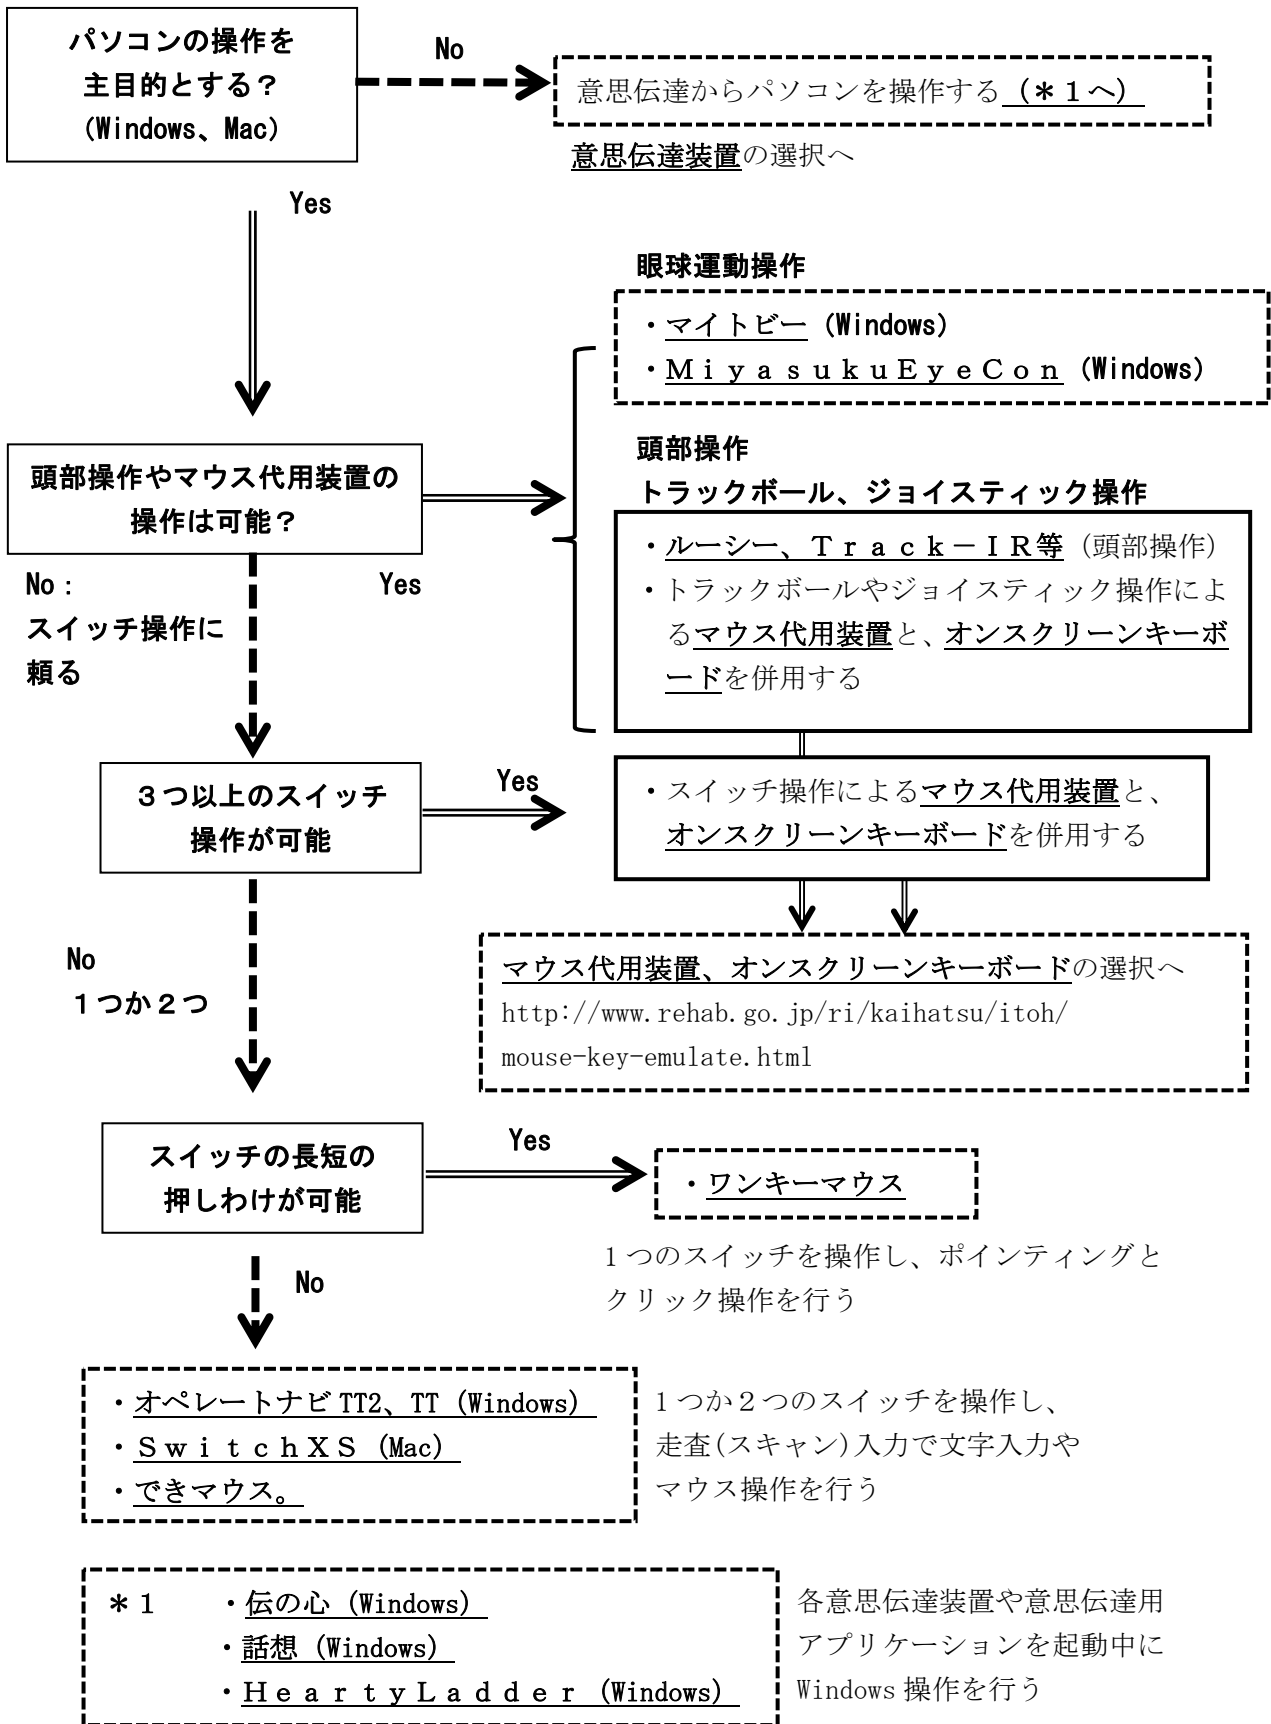 パソコンの操作を
主目的とする？
(Windows、Mac)
No
意思伝達からパソコンを操作する（＊１へ）
意思伝達装置の選択へ
Yes
眼球運動操作
・マイトビー (Windows)
・ＭｉｙａｓｕｋｕＥｙｅＣｏｎ (Windows)
頭部操作やマウス代用装置の
操作は可能？
No：
スイッチ操作に
頼る
Yes
頭部操作
トラックボール、ジョイスティック操作
・ルーシー、Ｔｒａｃｋ－ＩＲ等（頭部操作）
・トラックボールやジョイスティック操作によ
るマウス代用装置と、オンスクリーンキーボ
ードを併用する
３つ以上のスイッチ
操作が可能
Yes
・スイッチ操作によるマウス代用装置と、
オンスクリーンキーボードを併用する
No
１つか２つ
マウス代用装置、オンスクリーンキーボードの選択へ
http://www.rehab.go.jp/ri/kaihatsu/itoh/
mouse-key-emulate.html
スイッチの長短の
押しわけが可能
Yes
・ワンキーマウス
１つのスイッチを操作し、ポインティングと
クリック操作を行う
No
・オペレートナビ TT2、TT (Windows)
・ＳｗｉｔｃｈＸＳ (Mac)
・できマウス。
１つか２つのスイッチを操作し、
走査(スキャン)入力で文字入力や
マウス操作を行う
＊１ ・伝の心 (Windows)
・話想 (Windows)
・ＨｅａｒｔｙＬａｄｄｅｒ (Windows)
各意思伝達装置や意思伝達用
アプリケーションを起動中に
Windows 操作を行う